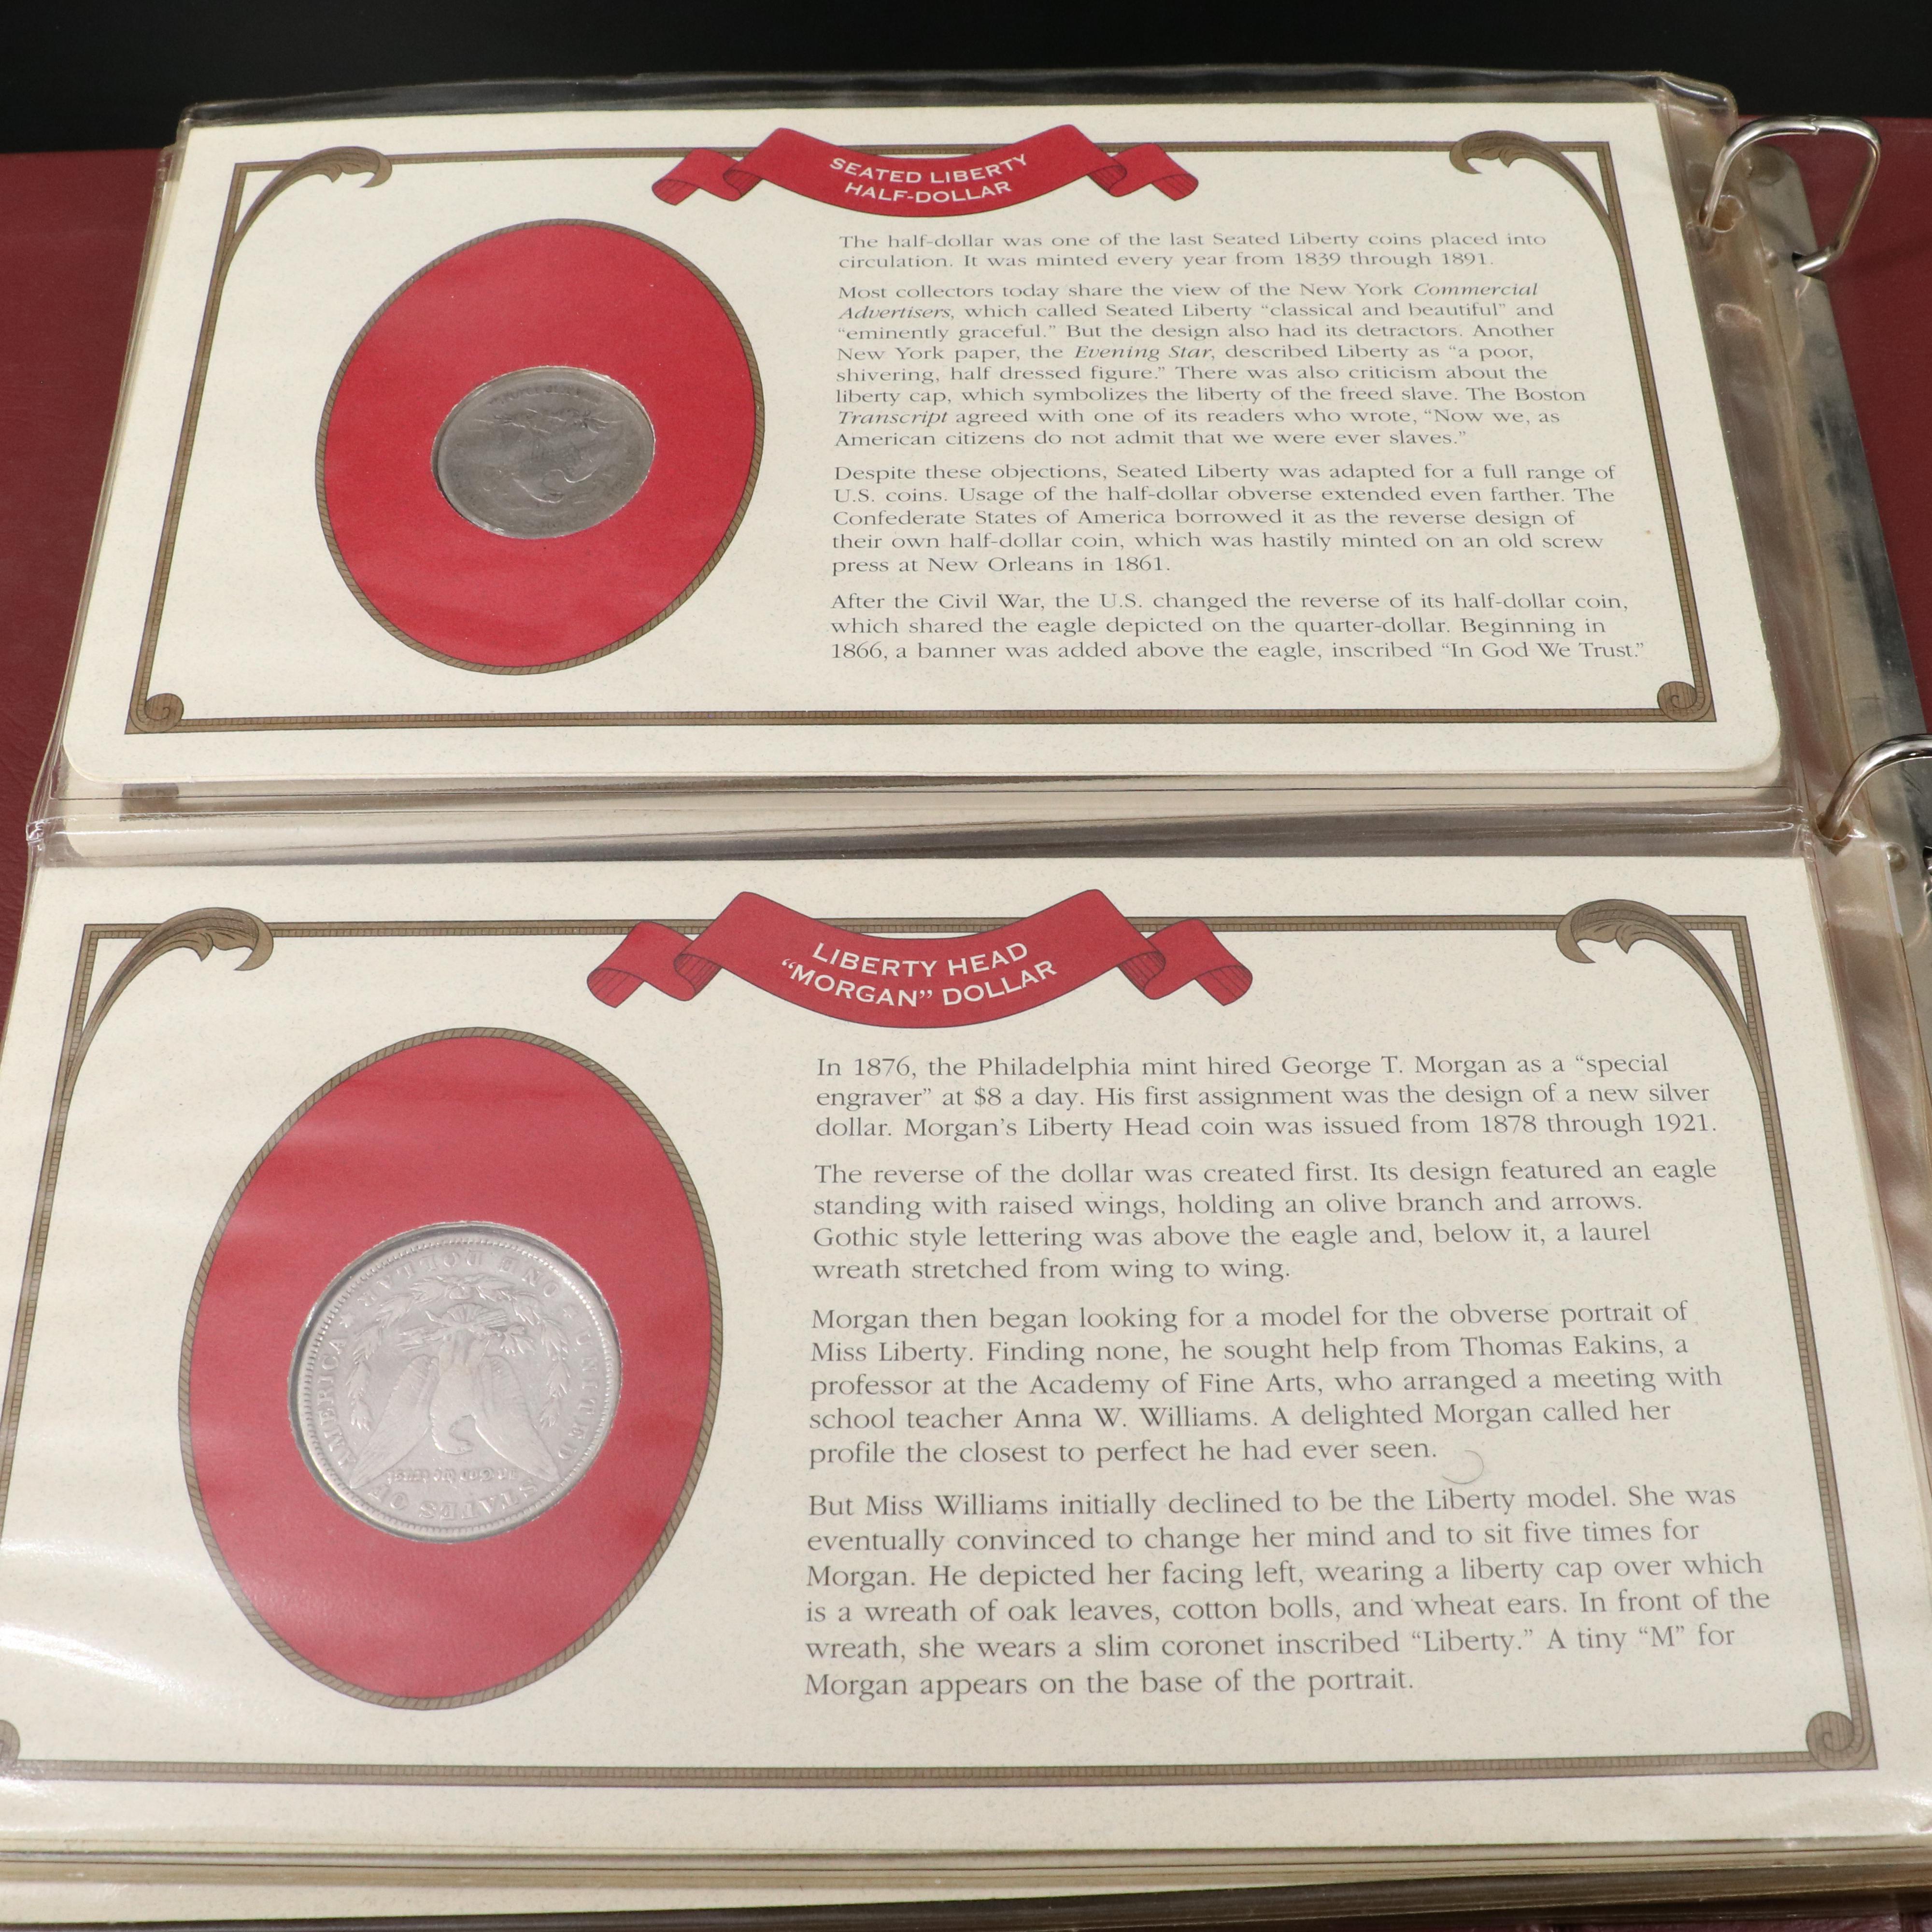 SEATED LIBERTY
HALF-DOLLAR
The half-dollar was one of the last Seated Liberty coins placed into
circulation. It was minted every year from 1839 through 1891.
Most collectors today share the view of the New York Commercial
Advertisers, which called Seated Liberty “classical and beautiful” and
“eminently graceful.” But the design also had its detractors. Another
New York paper, the Evening Star, described Liberty as “a poor,
shivering, half dressed figure.” There was also criticism about the
liberty cap, which symbolizes the liberty of the freed slave. The Boston
Transcript agreed with one of its readers who wrote, “Now we, as
American citizens do not admit that we were ever slaves.”
Despite these objections, Seated Liberty was adapted for a full range of
U.S. coins. Usage of the half-dollar obverse extended even farther. The
Confederate States of America borrowed it as the reverse design of
their own half-dollar coin, which was hastily minted on an old screw
press at New Orleans in 1861.
After the Civil War, the U.S. changed the reverse of its half-dollar coin,
which shared the eagle depicted on the quarter-dollar. Beginning in
1866, a banner was added above the eagle, inscribed “In God We Trust.”
LIBERTY HEAD
“MORGAN” DOLLAR
In 1876, the Philadelphia mint hired George T. Morgan as a “special
engraver” at $8 a day. His first assignment was the design of a new silver
dollar. Morgan’s Liberty Head coin was issued from 1878 through 1921.
The reverse of the dollar was created first. Its design featured an eagle
standing with raised wings, holding an olive branch and arrows.
Gothic style lettering was above the eagle and, below it, a laurel
wreath stretched from wing to wing.
Morgan then began looking for a model for the obverse portrait of
Miss Liberty. Finding none, he sought help from Thomas Eakins, a
professor at the Academy of Fine Arts, who arranged a meeting with
school teacher Anna W. Williams. A delighted Morgan called her
profile the closest to perfect he had ever seen.
But Miss Williams initially declined to be the Liberty model. She was
eventually convinced to change her mind and to sit five times for
Morgan. He depicted her facing left, wearing a liberty cap over which
is a wreath of oak leaves, cotton bolls, and wheat ears. In front of the
wreath, she wears a slim coronet inscribed “Liberty.” A tiny “M” for
Morgan appears on the base of the portrait.
UNITED STATES OF AMERICA
ONE DOLLAR
In God we trust